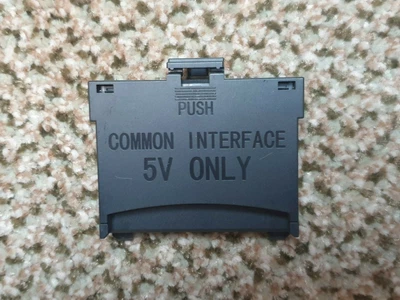 PUSH
COMMON INTERFACE
5V ONLY